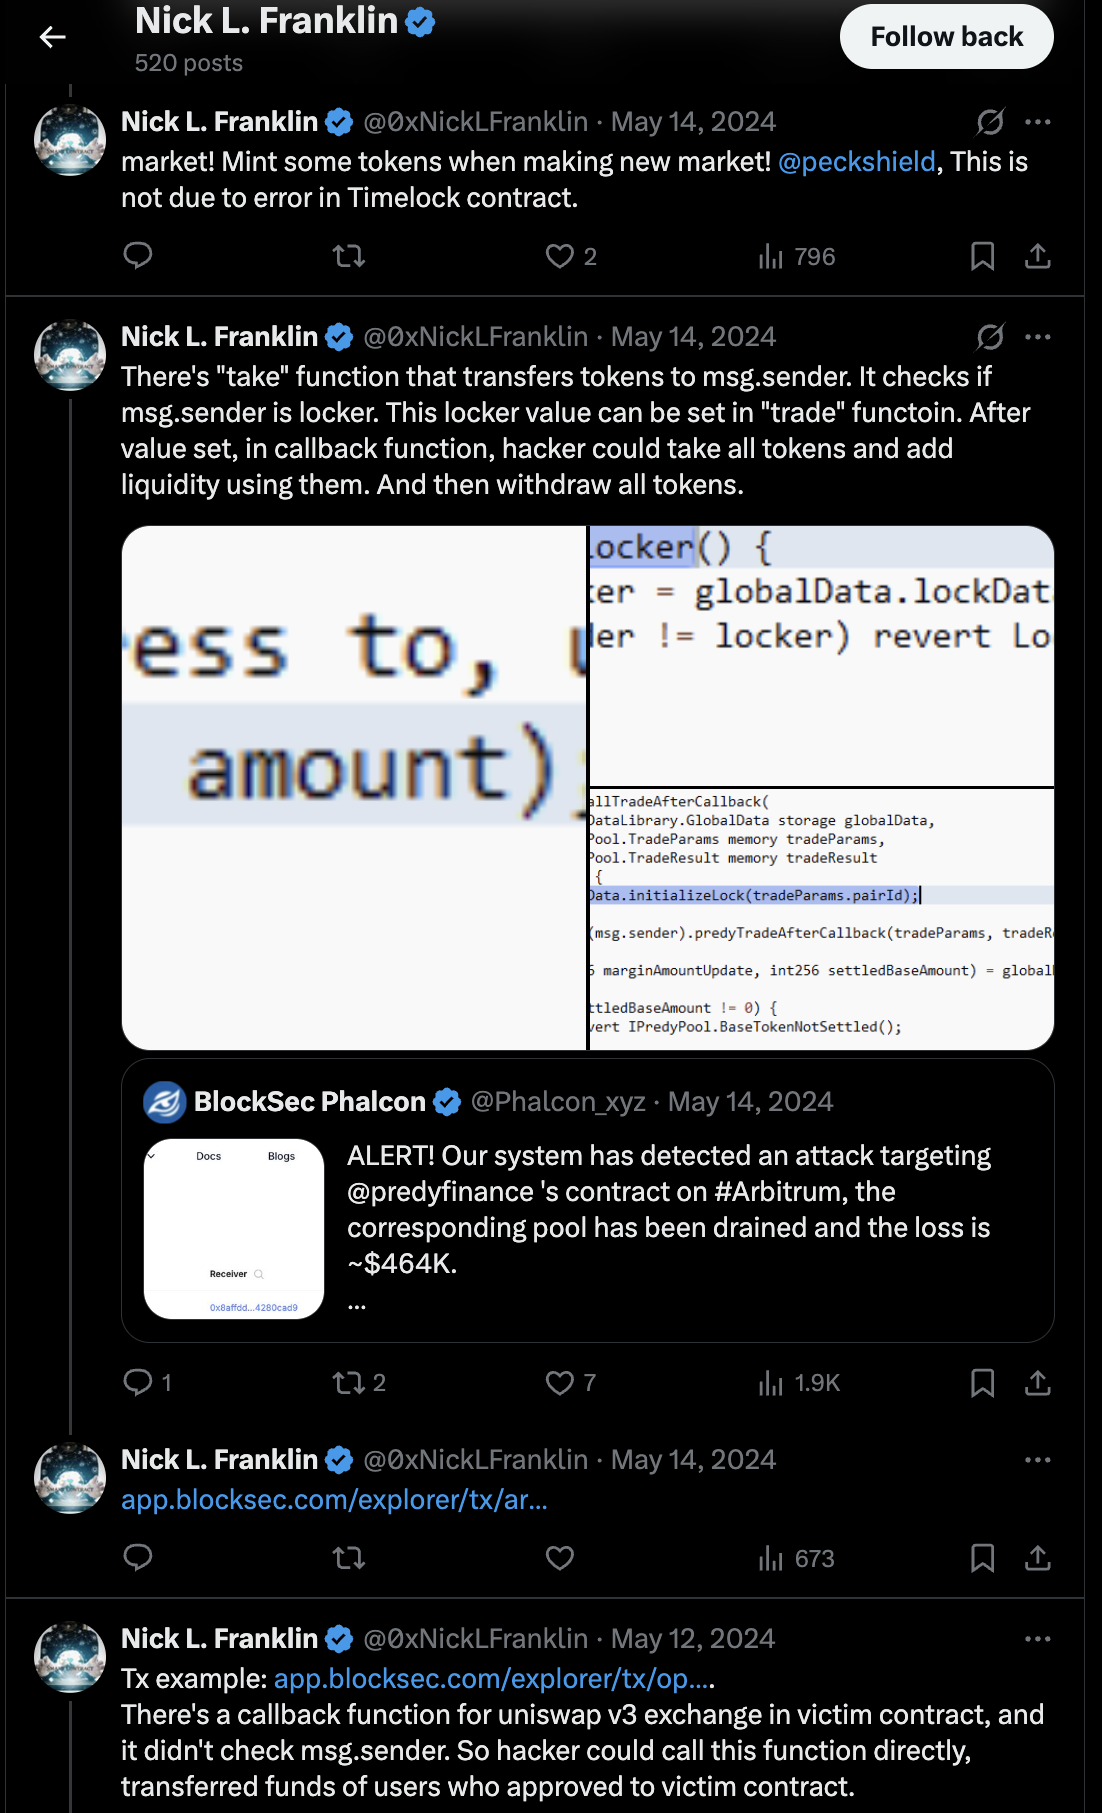 Nick L. Franklin
520 posts
Follow back
Nick L. Franklin @0xNickLFranklin · May 14, 2024
market! Mint some tokens when making new market! @peckshield, This is
not due to error in Timelock contract.
2
796
Nick L. Franklin @0xNickLFranklin · May 14, 2024
There's "take" function that transfers tokens to msg.sender. It checks if
msg.sender is locker. This locker value can be set in "trade" functoin. After
value set, in callback function, hacker could take all tokens and add
liquidity using them. And then withdraw all tokens.
ess to,
amount);
ocker() {
er = globalData.lockDat
er != locker) revert Lo
allTradeAfterCallback(
DataLibrary.GlobalData storage globalData,
Pool.TradeParams memory tradeParams,
Pool.TradeResult memory tradeResult
{
Data.initializeLock(tradeParams.pairId);
(msg.sender).predyTradeAfterCallback(tradeParams, tradeR
6 marginAmountUpdate, int256 settledBaseAmount) = global
ttledBaseAmount != 0) {
vert IPredyPool.BaseTokenNotSettled();
BlockSec Phalcon @Phalcon_xyz · May 14, 2024
Docs Blogs
Receiver
0x8affdd...4280cad9
ALERT! Our system has detected an attack targeting
@predyfinance 's contract on #Arbitrum, the
corresponding pool has been drained and the loss is
~$464K.
...
1
2
7
1.9K
Nick L. Franklin @0xNickLFranklin · May 14, 2024
app.blocksec.com/explorer/tx/ar...
673
Nick L. Franklin @0xNickLFranklin · May 12, 2024
Tx example: app.blocksec.com/explorer/tx/op....
There's a callback function for uniswap v3 exchange in victim contract, and
it didn't check msg.sender. So hacker could call this function directly,
transferred funds of users who approved to victim contract.